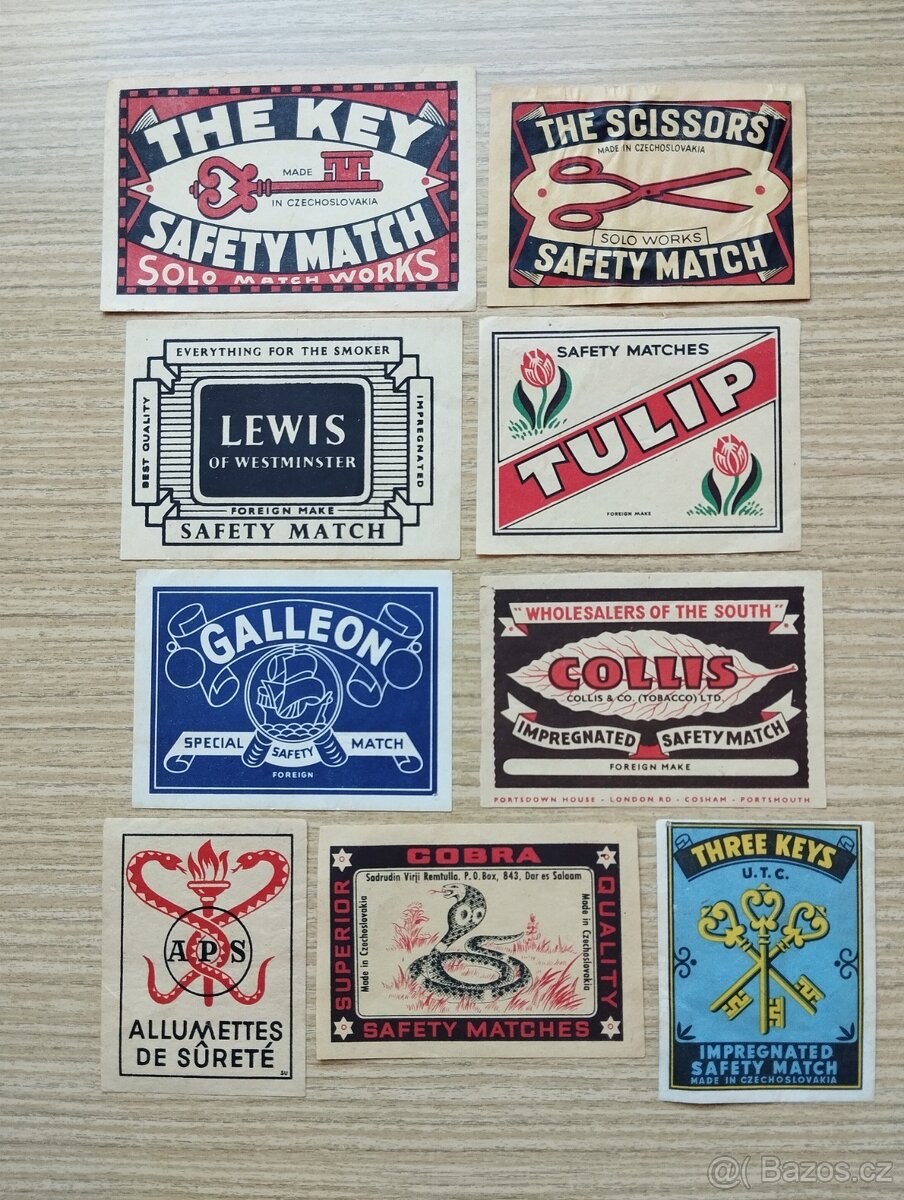 THE KEY
MADE
IN CZECHOSLOVAKIA
SAFETY MATCH
SOLO MATCH WORKS
THE SCISSORS
MADE IN CZECHOSLOVAKIA
SOLO WORKS
SAFETY MATCH
EVERYTHING FOR THE SMOKER
BEST QUALITY
LEWIS
OF WESTMINSTER
IMPREGNATED
FOREIGN MAKE
SAFETY MATCH
SAFETY MATCHES
TULIP
FOREIGN MAKE
GALLEON
SPECIAL SAFETY MATCH
FOREIGN
"WHOLESALERS OF THE SOUTH"
COLLIS
COLLIS & CO. (TOBACCO) LTD.
IMPREGNATED SAFETY MATCH
FOREIGN MAKE
PORTSDOWN HOUSE - LONDON RD - COSHAM - PORTSMOUTH
APS
ALLUMETTES
DE SÛRETÉ
SU
COBRA
Sadrudin Virji Remtulla. P.O.Box, 843, Dar es Salaam
SUPERIOR
Made in Czechoslovakia
Made in Czechoslovakia
QUALITY
SAFETY MATCHES
THREE KEYS
U.T.C.
IMPREGNATED
SAFETY MATCH
MADE IN CZECHOSLOVAKIA
@( Bazos.cz